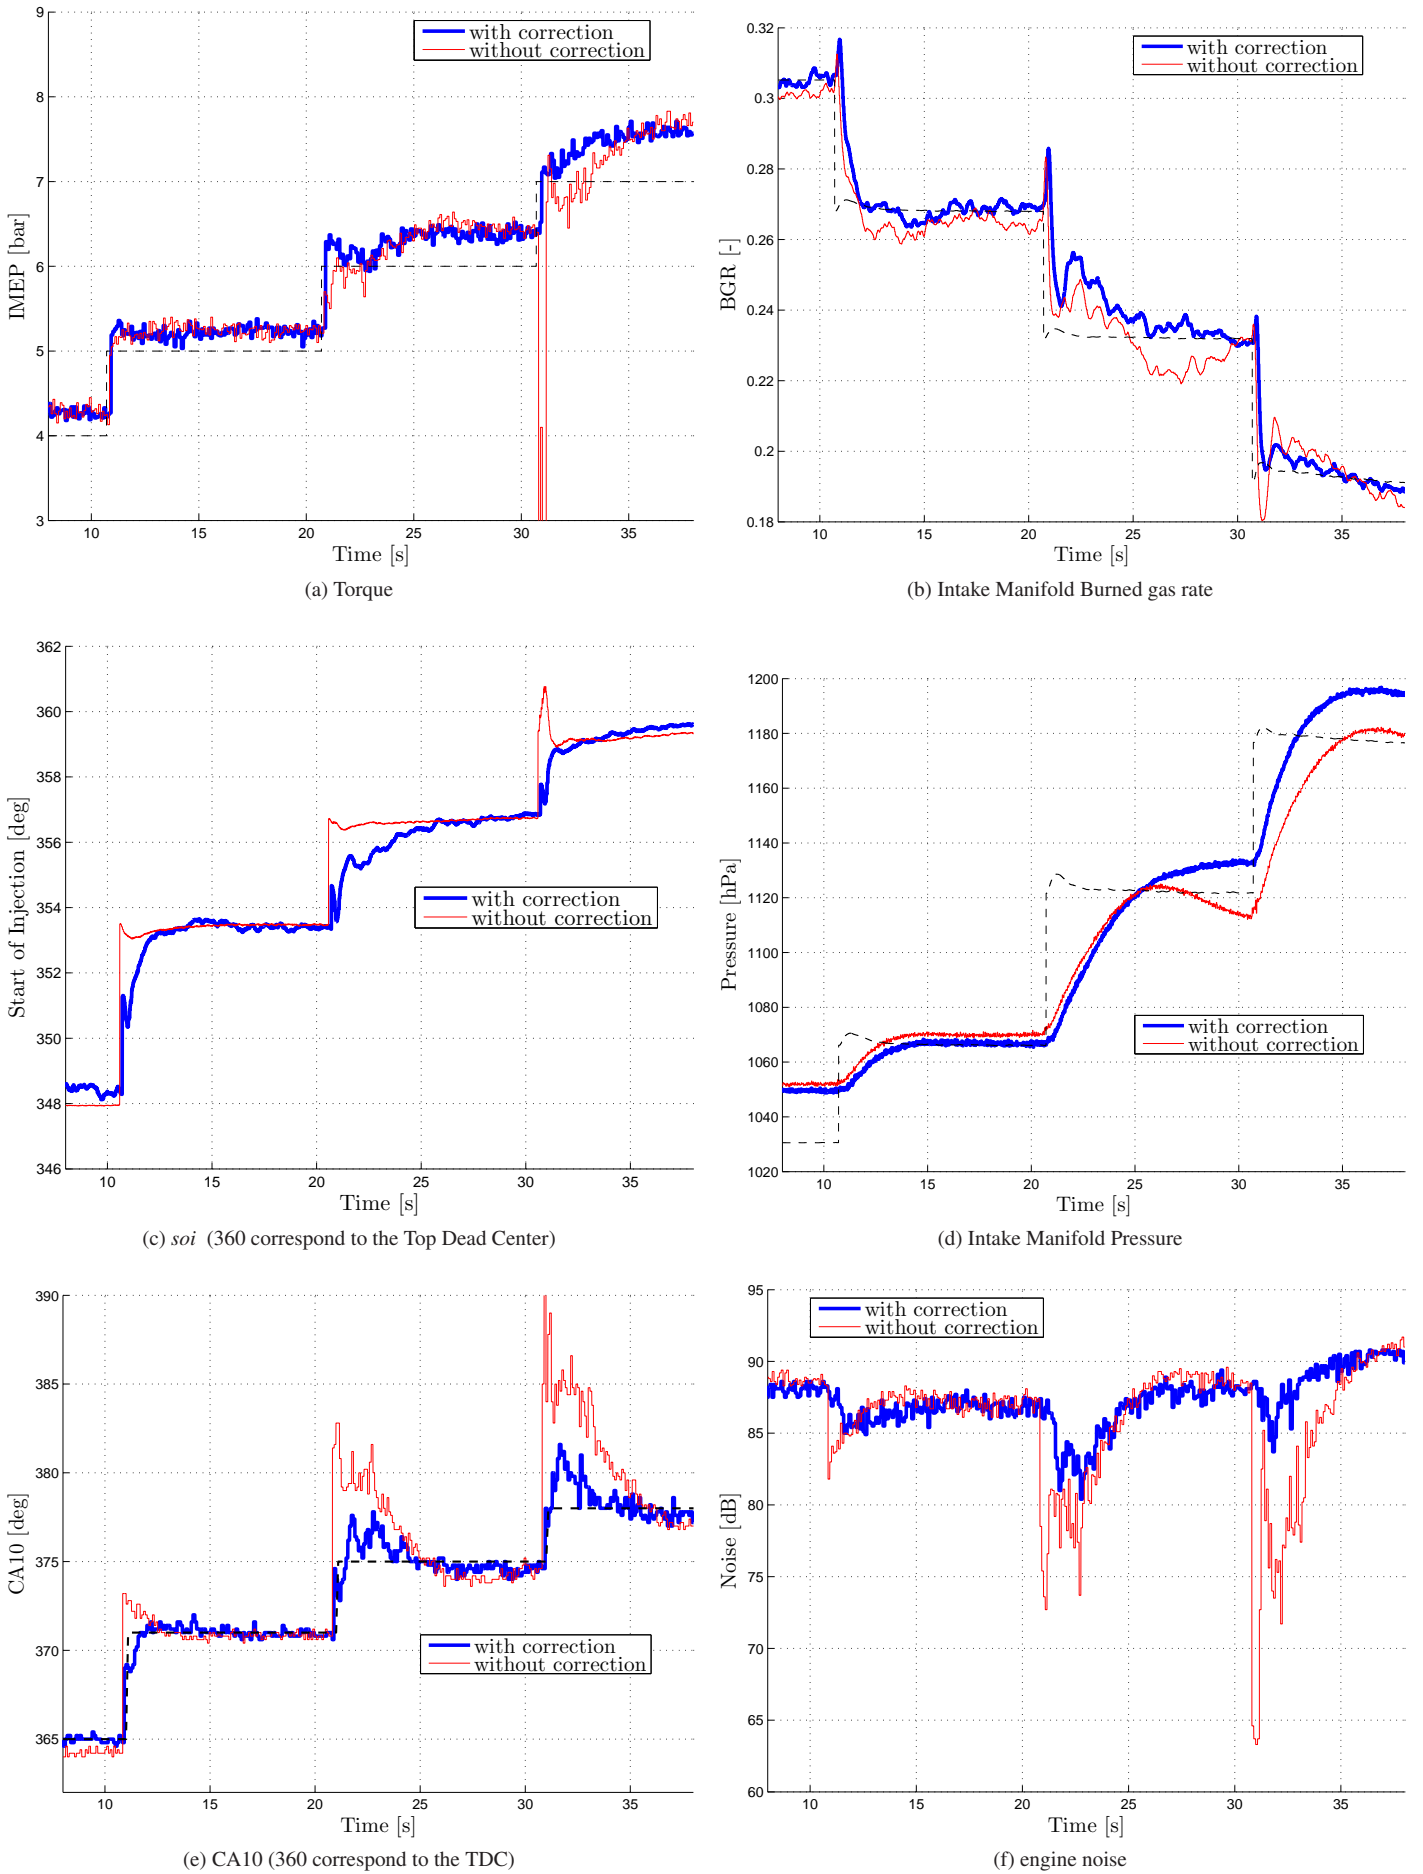 9
8
7
6
5
4
3
10 15 20 25 30 35
IMEP [bar]
Time [s]
with correction
without correction
(a) Torque
0.32
0.3
0.28
0.26
0.24
0.22
0.2
0.18
10 15 20 25 30 35
BGR [-]
Time [s]
with correction
without correction
(b) Intake Manifold Burned gas rate
362
360
358
356
354
352
350
348
346
10 15 20 25 30 35
Start of Injection [deg]
Time [s]
with correction
without correction
(c) soi (360 correspond to the Top Dead Center)
1200
1180
1160
1140
1120
1100
1080
1060
1040
1020
10 15 20 25 30 35
Pressure [hPa]
Time [s]
with correction
without correction
(d) Intake Manifold Pressure
390
385
380
375
370
365
10 15 20 25 30 35
CA10 [deg]
Time [s]
with correction
without correction
(e) CA10 (360 correspond to the TDC)
95
90
85
80
75
70
65
60
10 15 20 25 30 35
Noise [dB]
Time [s]
with correction
without correction
(f) engine noise